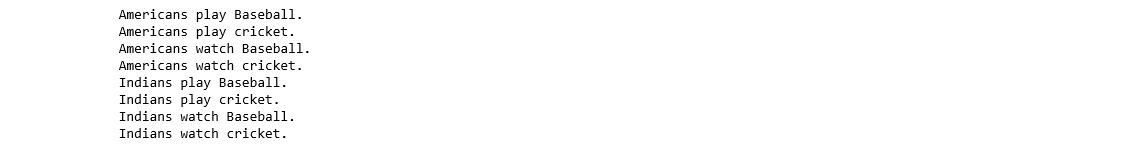 Americans play Baseball.
Americans play cricket.
Americans watch Baseball.
Americans watch cricket.
Indians play Baseball.
Indians play cricket.
Indians watch Baseball.
Indians watch cricket.